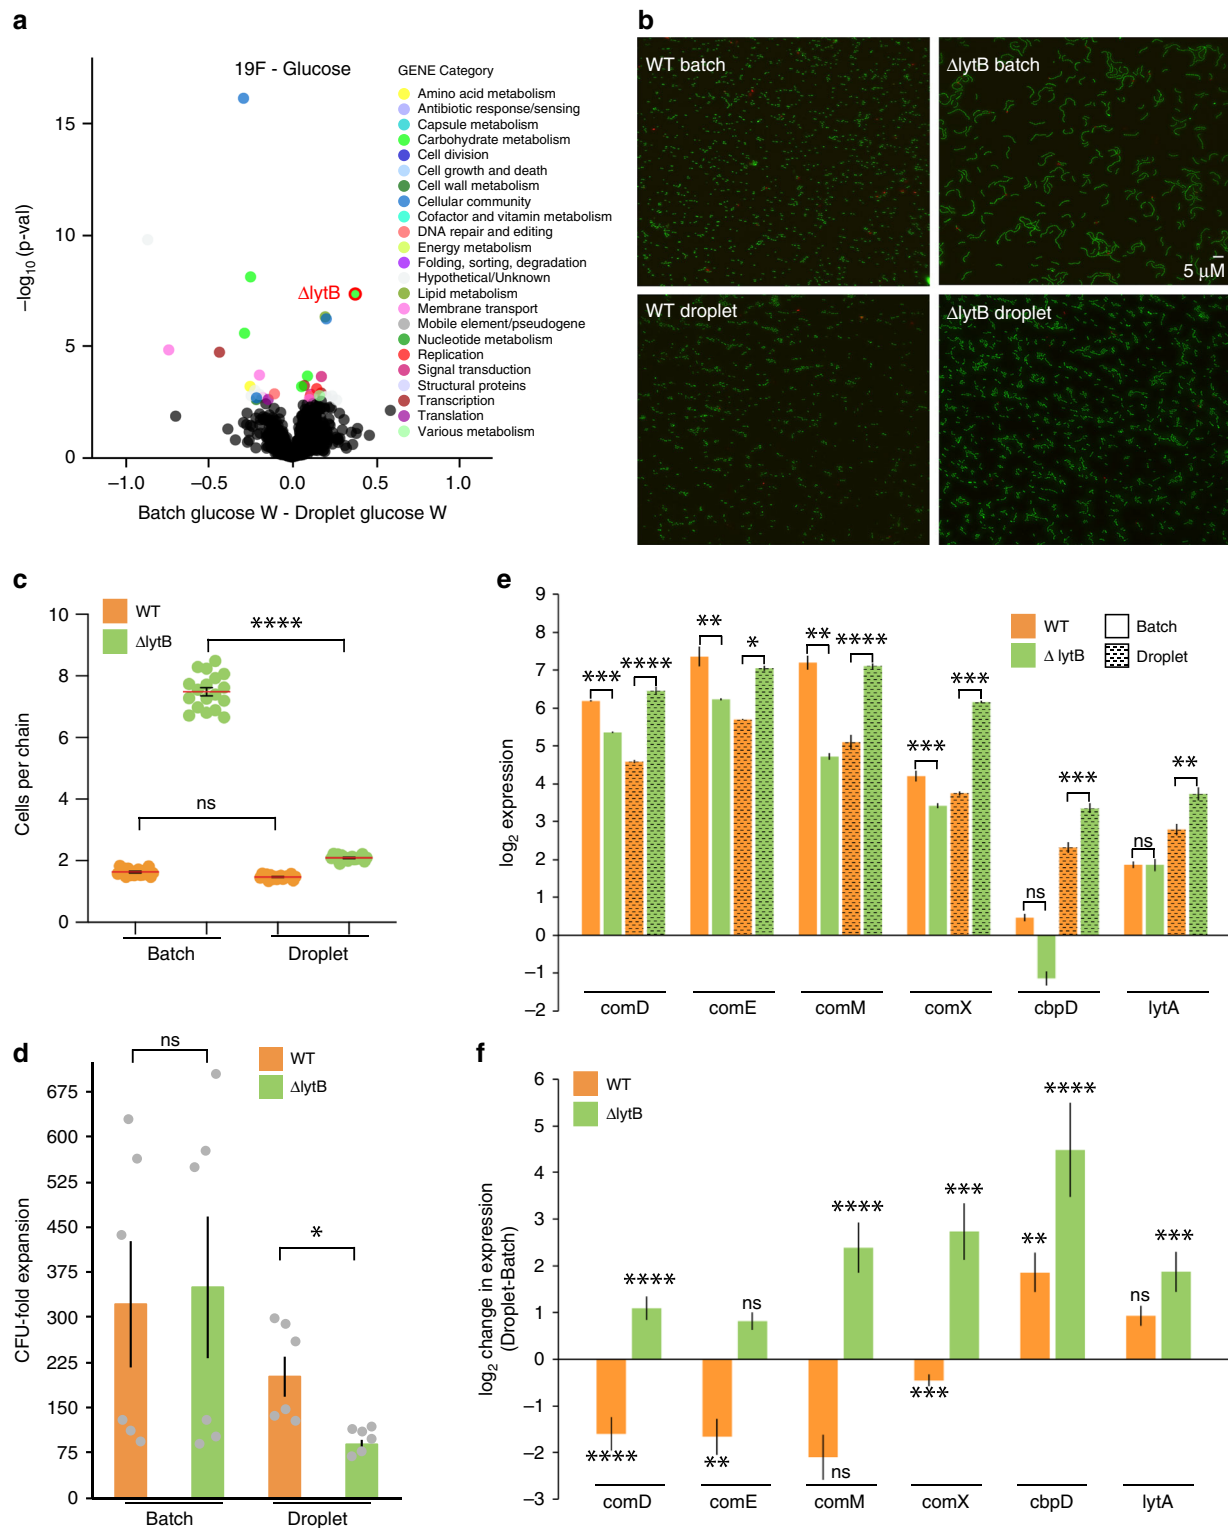 a
19F - Glucose
−log10 (p-val)
15
10
5
0
−1.0
−0.5
0.0
0.5
1.0
Batch glucose W - Droplet glucose W
ΔlytB
GENE Category
Amino acid metabolism
Antibiotic response/sensing
Capsule metabolism
Carbohydrate metabolism
Cell division
Cell growth and death
Cell wall metabolism
Cellular community
Cofactor and vitamin metabolism
DNA repair and editing
Energy metabolism
Folding, sorting, degradation
Hypothetical/Unknown
Lipid metabolism
Membrane transport
Mobile element/pseudogene
Nucleotide metabolism
Replication
Signal transduction
Structural proteins
Transcription
Translation
Various metabolism
b
WT batch
ΔlytB batch
5 μM
WT droplet
ΔlytB droplet
c
WT
ΔlytB
Cells per chain
10
8
6
4
2
0
****
ns
Batch
Droplet
d
WT
ΔlytB
CFU-fold expansion
675
600
525
450
375
300
225
150
75
0
ns
*
Batch
Droplet
e
WT
Δ lytB
Batch
Droplet
log2 expression
9
8
7
6
5
4
3
2
1
0
−1
−2
*** ****
** *
** ****
*** ***
ns ***
ns **
comD
comE
comM
comX
cbpD
lytA
f
WT
ΔlytB
log2 change in expression
(Droplet-Batch)
6
5
4
3
2
1
0
−1
−2
−3
**** ****
** ns
ns ****
*** ***
** ****
ns ***
comD
comE
comM
comX
cbpD
lytA